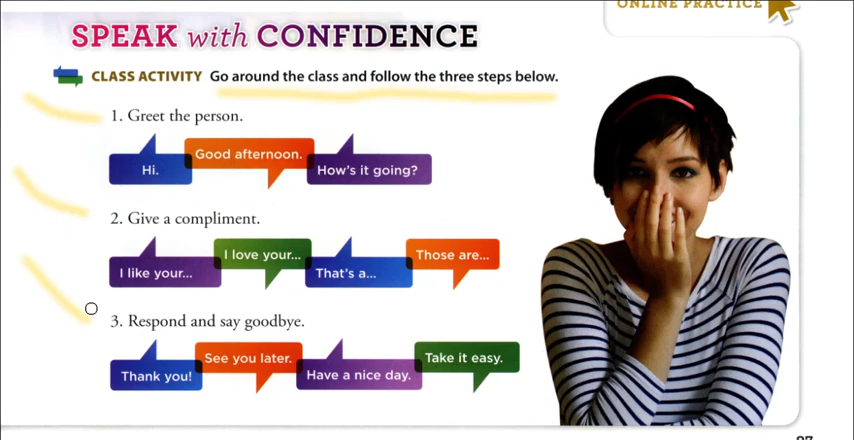 ONLINE PRACTICE
SPEAK with CONFIDENCE
CLASS ACTIVITY Go around the class and follow the three steps below.
1. Greet the person.
Hi.
Good afternoon.
How's it going?
2. Give a compliment.
I like your...
I love your...
That's a...
Those are...
3. Respond and say goodbye.
Thank you!
See you later.
Have a nice day.
Take it easy.